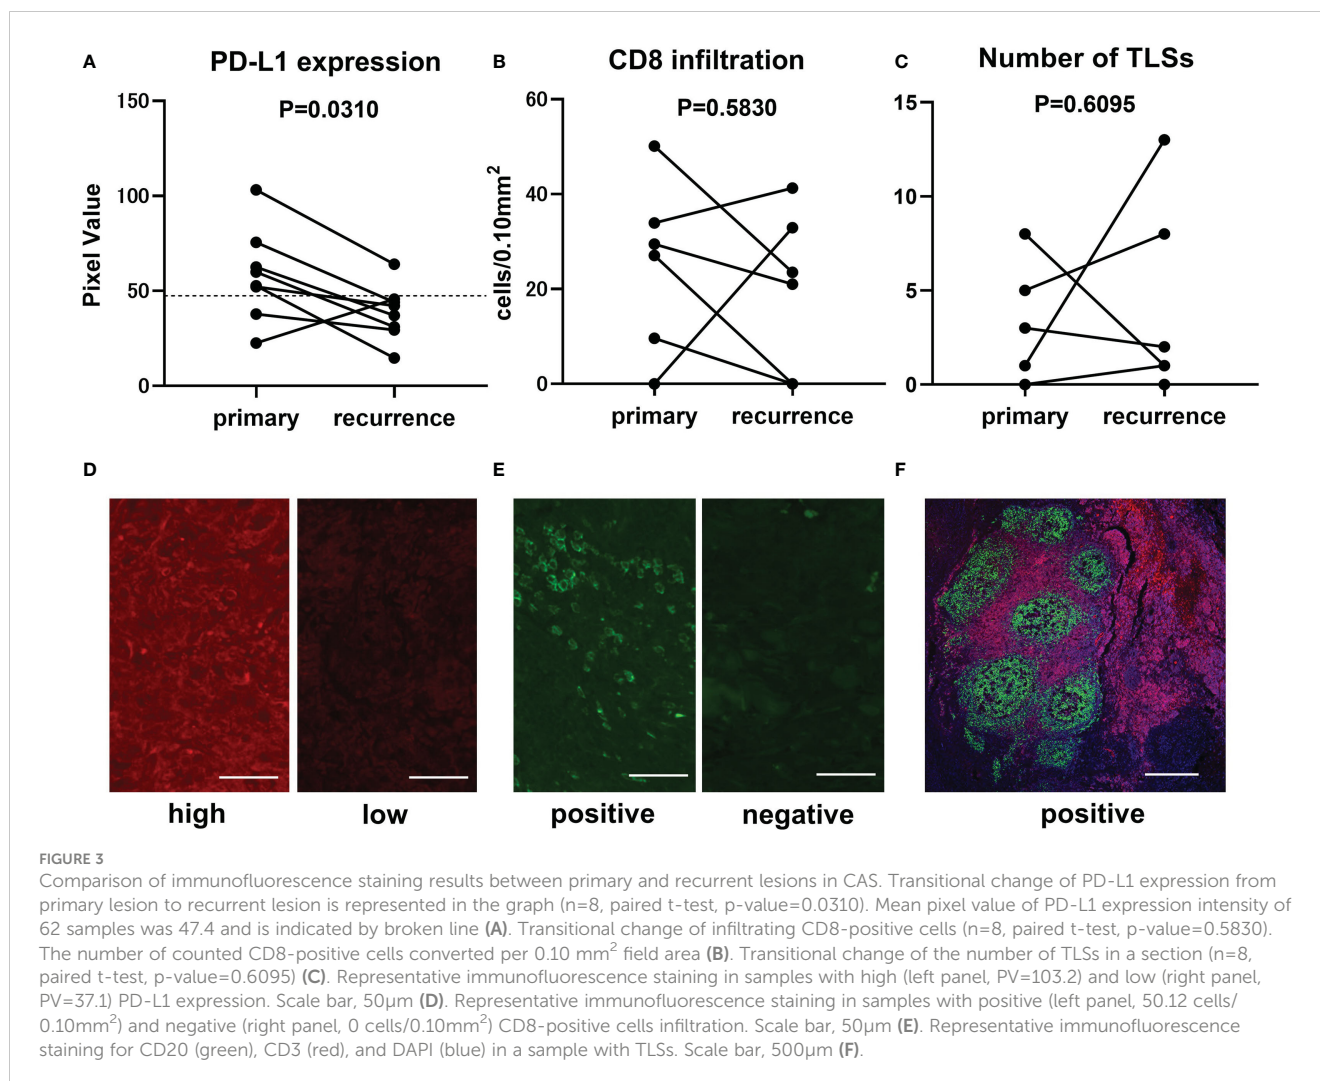 A
PD-L1 expression
P=0.0310
150
100
50
0
Pixel Value
primary
recurrence
B
CD8 infiltration
P=0.5830
60
40
20
0
cells/0.10mm²
primary
recurrence
C
Number of TLSs
P=0.6095
15
10
5
0
primary
recurrence
D
high
low
E
positive
negative
F
positive
FIGURE 3
Comparison of immunofluorescence staining results between primary and recurrent lesions in CAS. Transitional change of PD-L1 expression from
primary lesion to recurrent lesion is represented in the graph (n=8, paired t-test, p-value=0.0310). Mean pixel value of PD-L1 expression intensity of
62 samples was 47.4 and is indicated by broken line (A). Transitional change of infiltrating CD8-positive cells (n=8, paired t-test, p-value=0.5830).
The number of counted CD8-positive cells converted per 0.10 mm² field area (B). Transitional change of the number of TLSs in a section (n=8,
paired t-test, p-value=0.6095) (C). Representative immunofluorescence staining in samples with high (left panel, PV=103.2) and low (right panel,
PV=37.1) PD-L1 expression. Scale bar, 50μm (D). Representative immunofluorescence staining in samples with positive (left panel, 50.12 cells/
0.10mm²) and negative (right panel, 0 cells/0.10mm²) CD8-positive cells infiltration. Scale bar, 50μm (E). Representative immunofluorescence
staining for CD20 (green), CD3 (red), and DAPI (blue) in a sample with TLSs. Scale bar, 500μm (F).